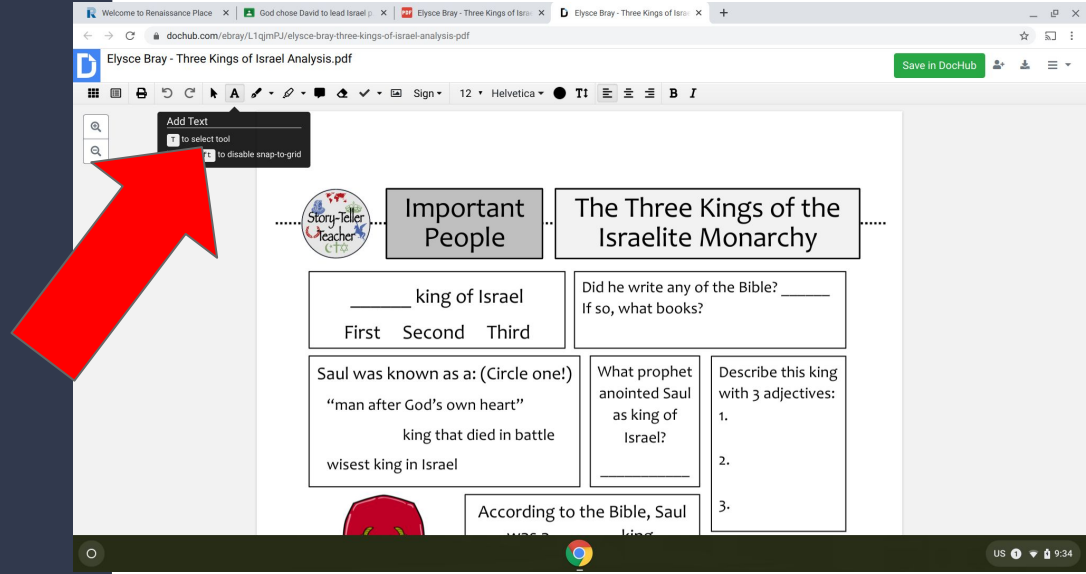 Welcome to Renaissance Place
God chose David to lead Israel p
Elysce Bray - Three Kings of Isra
Elysce Bray - Three Kings of Isra
dochub.com/ebray/L1qjmPJ/elysce-bray-three-kings-of-israel-analysis-pdf
Elysce Bray - Three Kings of Israel Analysis.pdf
Save in DocHub
A Sign 12 Helvetica B I
Add Text
T to select tool
to disable snap-to-grid
Story-Teller
Teacher
Important
People
The Three Kings of the
Israelite Monarchy
______ king of Israel
First Second Third
Did he write any of the Bible? ______
If so, what books?
Saul was known as a: (Circle one!)
“man after God’s own heart”
king that died in battle
wisest king in Israel
What prophet
anointed Saul
as king of
Israel?
___________
Describe this king
with 3 adjectives:
1.
2.
3.
According to the Bible, Saul
US 1 9:34